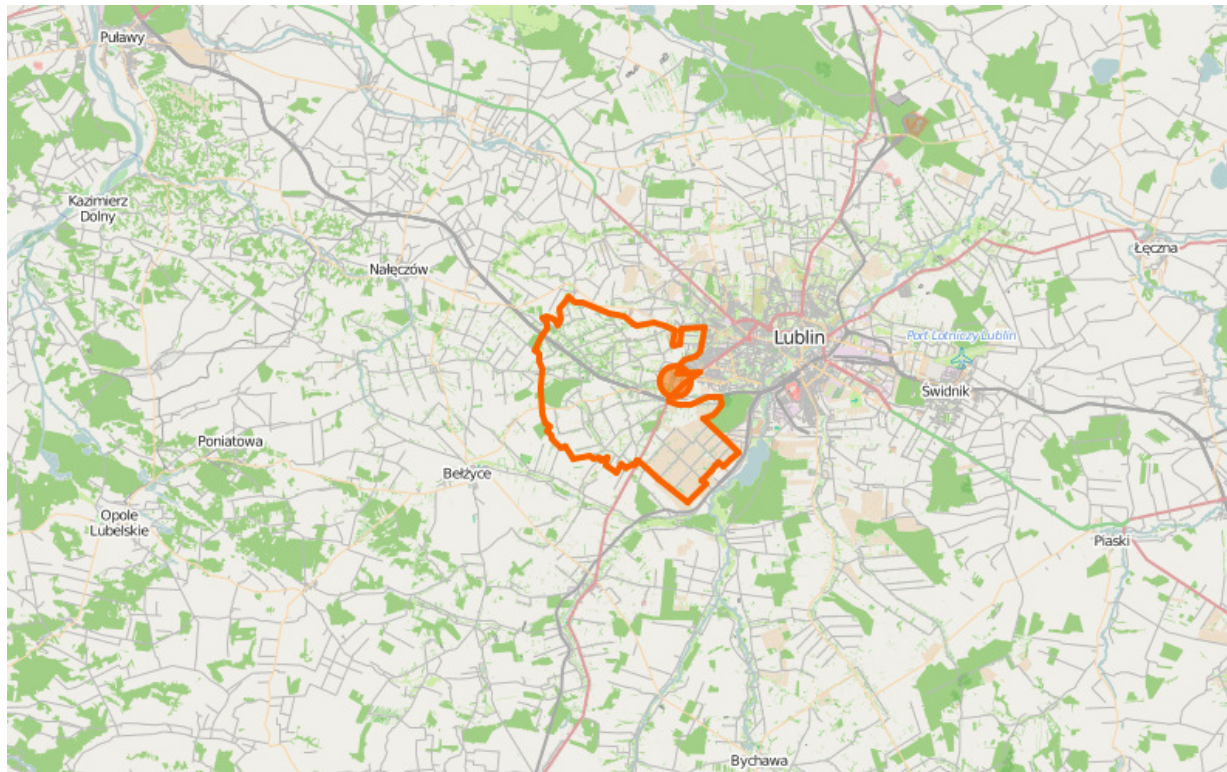 Puławy
Kazimierz
Dolny
Nałęczów
Łęczna
Lublin
Port Lotniczy Lublin
Świdnik
Poniatowa
Bełżyce
Opole
Lubelskie
Piaski
Bychawa